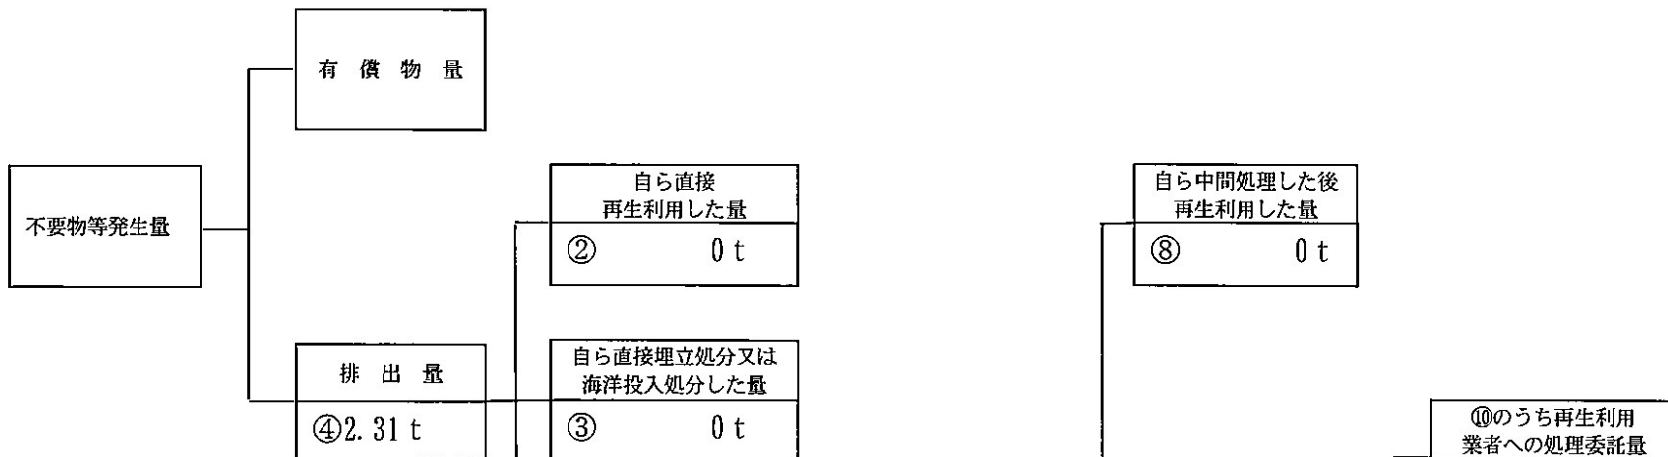 有 償 物 量
不要物等発生量
自ら直接
再生利用した量
② 0 t
自ら中間処理した後
再生利用した量
⑧ 0 t
排 出 量
④2.31 t
自ら直接埋立処分又は
海洋投入処分した量
③ 0 t
⑩のうち再生利用
業者への処理委託量